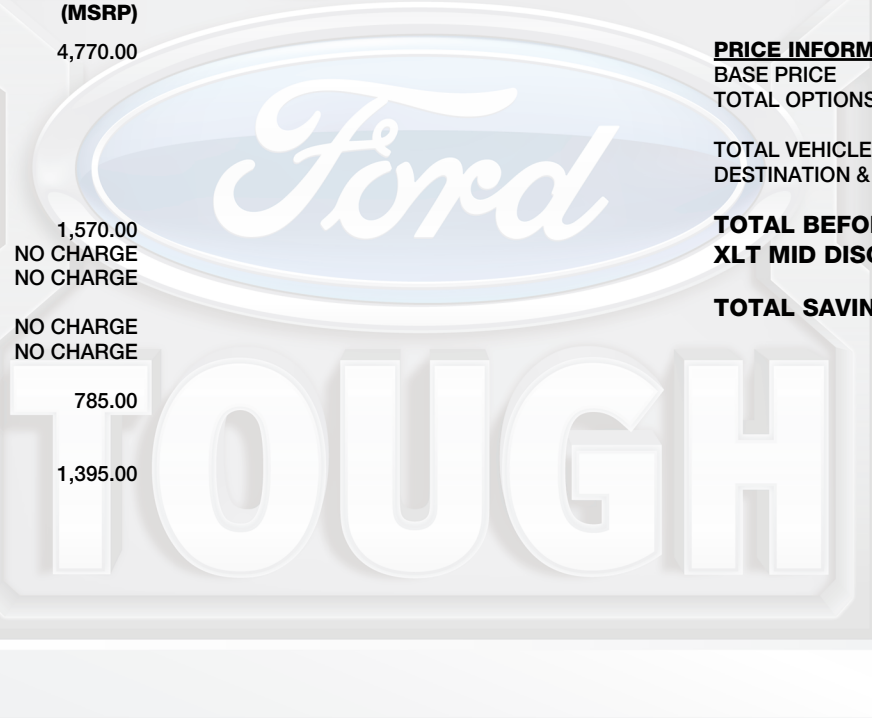 (MSRP)
4,770.00
1,570.00
NO CHARGE
NO CHARGE
NO CHARGE
NO CHARGE
785.00
1,395.00
PRICE INFORM
BASE PRICE
TOTAL OPTIONS
TOTAL VEHICLE
DESTINATION &
TOTAL BEFO
XLT MID DISC
TOTAL SAVIN
Ford
TOUGH